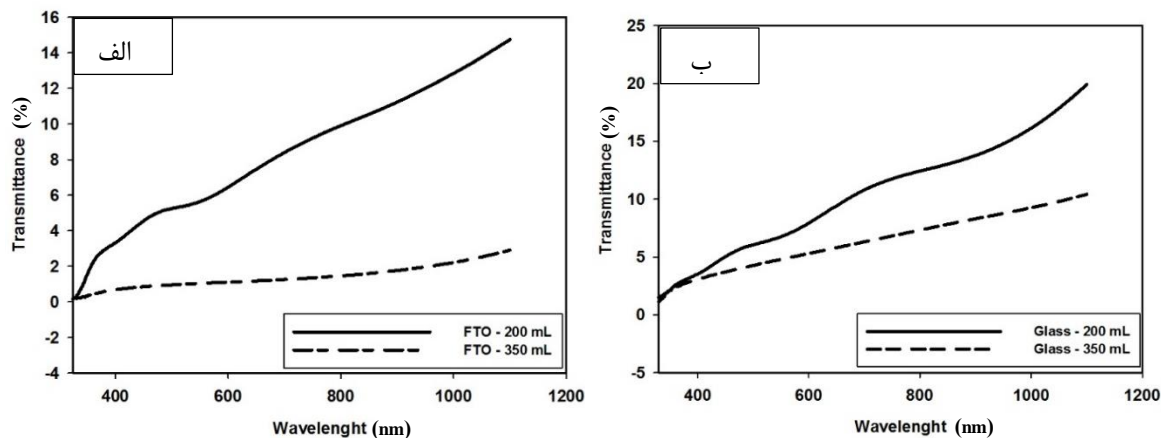 الف
16
14
12
10
8
6
4
2
0
-2
-4
Transmittance (%)
400 600 800 1000 1200
Wavelenght (nm)
FTO - 200 mL
FTO - 350 mL
ب
25
20
15
10
5
0
-5
Transmittance (%)
400 600 800 1000 1200
Wavelenght (nm)
Glass - 200 mL
Glass - 350 mL